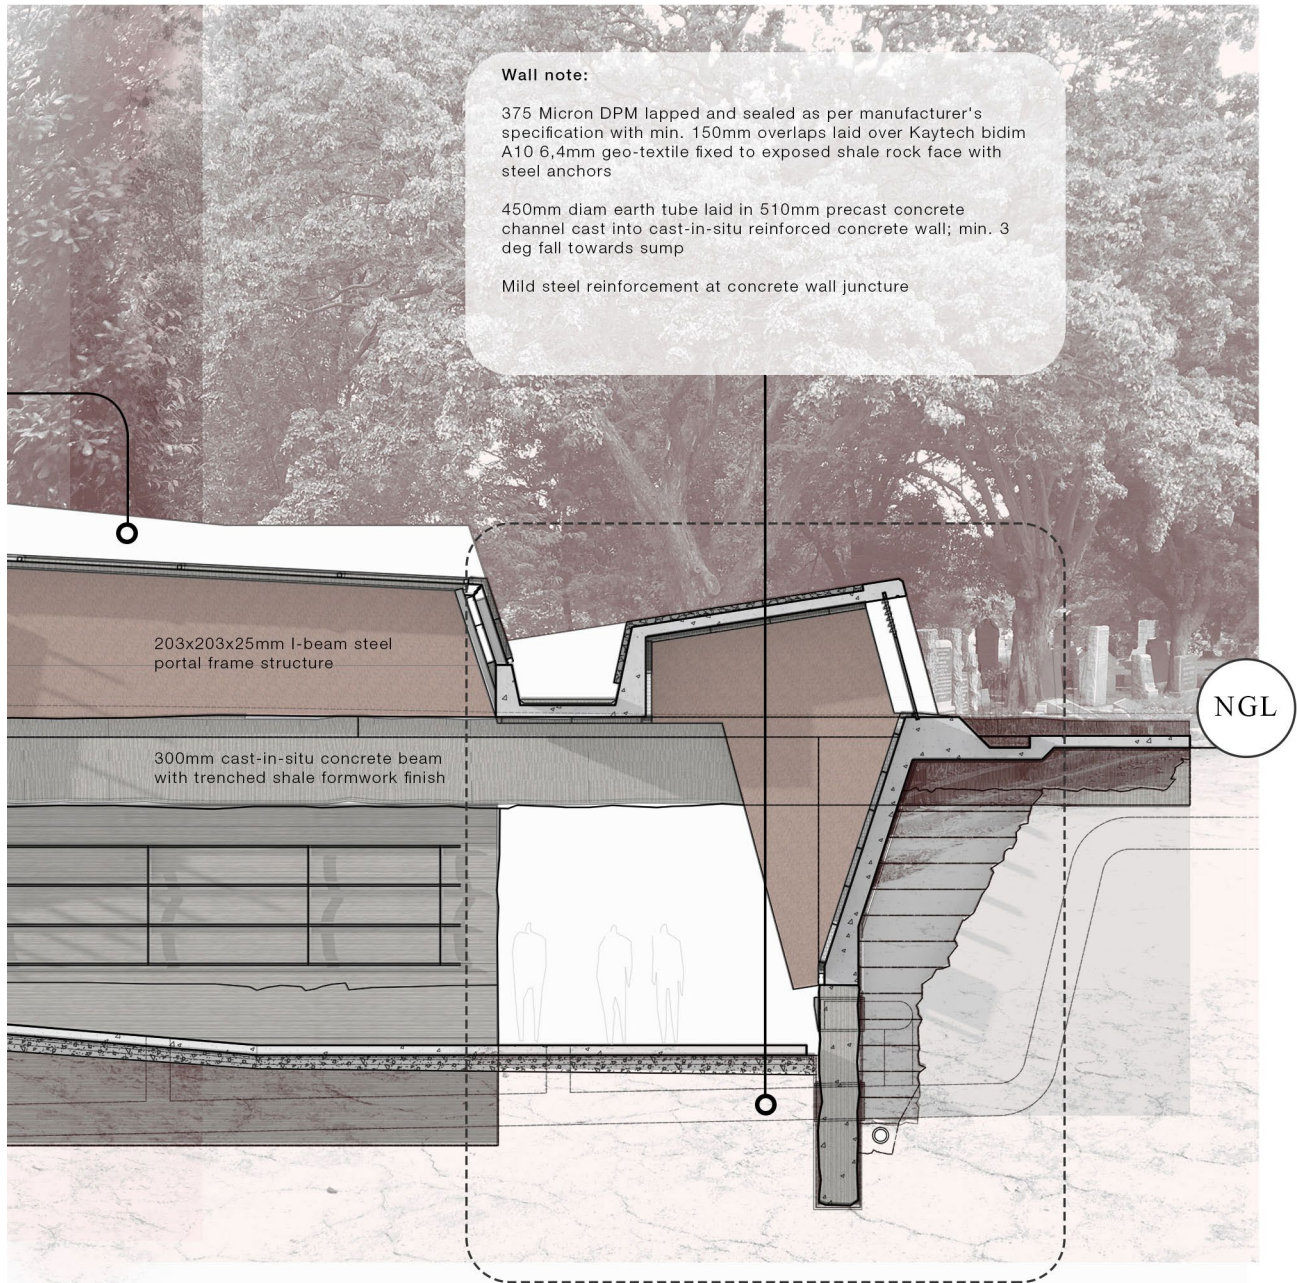 Wall note:
375 Micron DPM lapped and sealed as per manufacturer's
specification with min. 150mm overlaps laid over Kaytech bidim
A10 6,4mm geo-textile fixed to exposed shale rock face with
steel anchors
450mm diam earth tube laid in 510mm precast concrete
channel cast into cast-in-situ reinforced concrete wall; min. 3
deg fall towards sump
Mild steel reinforcement at concrete wall juncture
203x203x25mm I-beam steel
portal frame structure
NGL
300mm cast-in-situ concrete beam
with trenched shale formwork finish